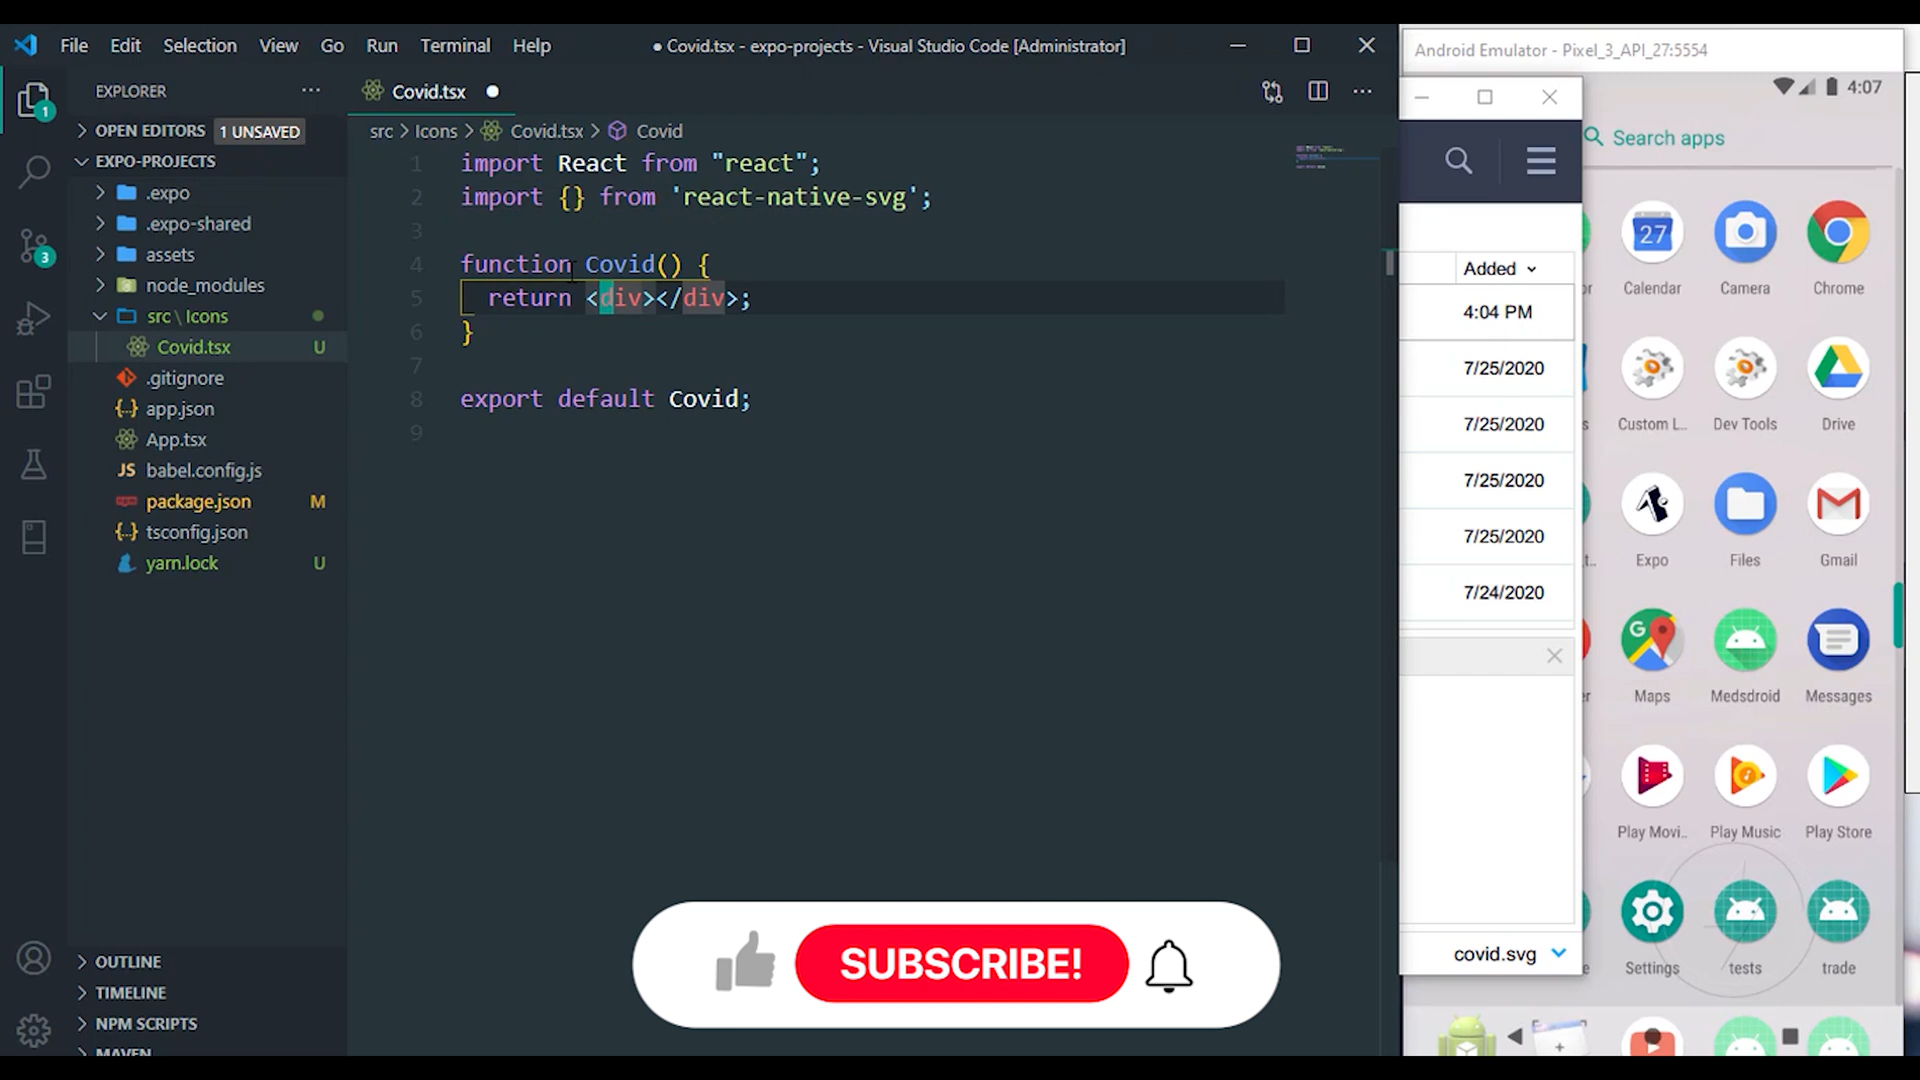 File Edit Selection View Go Run Terminal Help
● Covid.tsx - expo-projects - Visual Studio Code [Administrator]
EXPLORER
OPEN EDITORS 1 UNSAVED
EXPO-PROJECTS
.expo
.expo-shared
assets
node_modules
src \ Icons
Covid.tsx U
.gitignore
app.json
App.tsx
JS babel.config.js
package.json M
tsconfig.json
yarn.lock U
OUTLINE
TIMELINE
NPM SCRIPTS
MAVEN
1
3
Covid.tsx
src > Icons > Covid.tsx > Covid
1 import React from "react";
2 import {} from 'react-native-svg';
3
4 function Covid() {
5 return <div></div>;
6 }
7
8 export default Covid;
9
SUBSCRIBE!
Added
4:04 PM
7/25/2020
7/25/2020
7/25/2020
7/25/2020
7/24/2020
covid.svg
Android Emulator - Pixel_3_API_27:5554
4:07
Search apps
27
Calendar Camera Chrome
Custom L.. Dev Tools Drive
Expo Files Gmail
G
Maps Medsdroid Messages
Play Movi.. Play Music Play Store
Settings tests trade